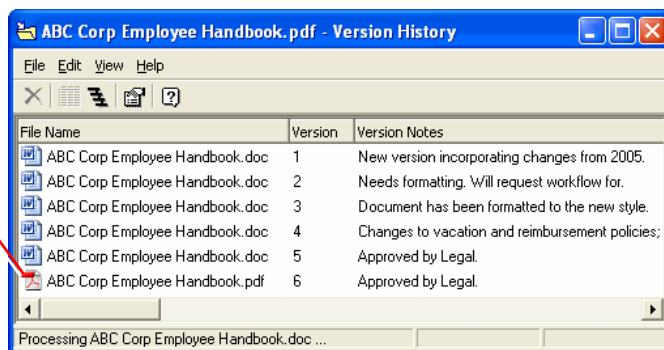 ABC Corp Employee Handbook.pdf - Version History
File Edit View Help
File Name Version Version Notes
ABC Corp Employee Handbook.doc 1 New version incorporating changes from 2005.
ABC Corp Employee Handbook.doc 2 Needs formatting. Will request workflow for.
ABC Corp Employee Handbook.doc 3 Document has been formatted to the new style.
ABC Corp Employee Handbook.doc 4 Changes to vacation and reimbursement policies;
ABC Corp Employee Handbook.doc 5 Approved by Legal.
ABC Corp Employee Handbook.pdf 6 Approved by Legal.
Processing ABC Corp Employee Handbook.doc ...